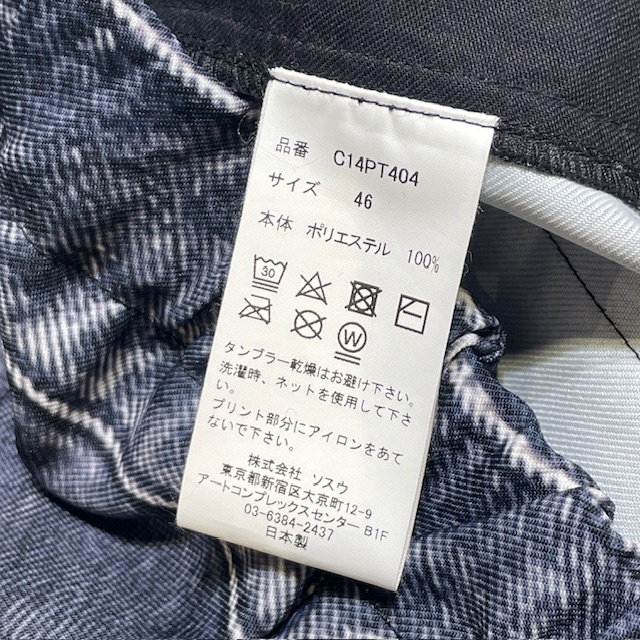 品番 C14PT404
サイズ 46
本体 ポリエステル 100%
30
W
タンブラー乾燥はお避け下さい。
洗濯時、ネットを使用して下さ
い。
プリント部分にアイロンをあて
ないで下さい。
株式会社 ソスウ
東京都新宿区大京町12-9
アートコンプレックスセンター B1F
03-6384-2437
日本製